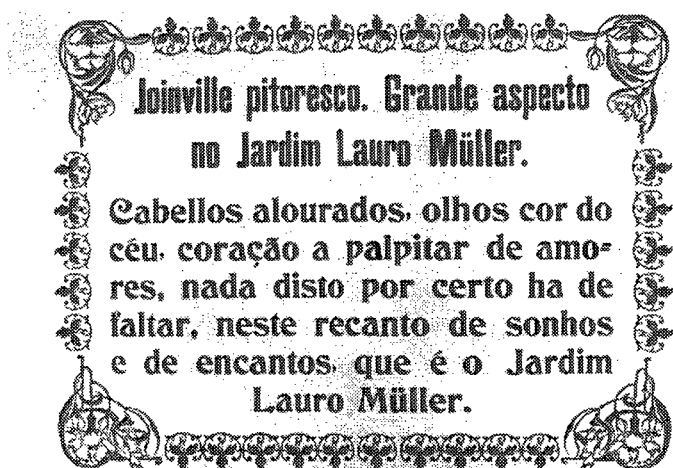 Joinville pitoresco. Grande aspecto
no Jardim Lauro Müller.
Cabellos alourados, olhos cor do
céu, coração a palpitar de amo=
res, nada disto por certo ha de
faltar, neste recanto de sonhos
e de encantos, que é o Jardim
Lauro Müller.